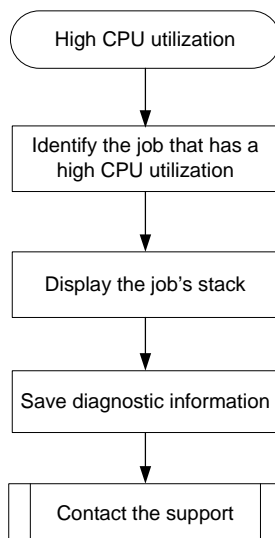 High CPU utilization
Identify the job that has a
high CPU utilization
Display the job's stack
Save diagnostic information
Contact the support